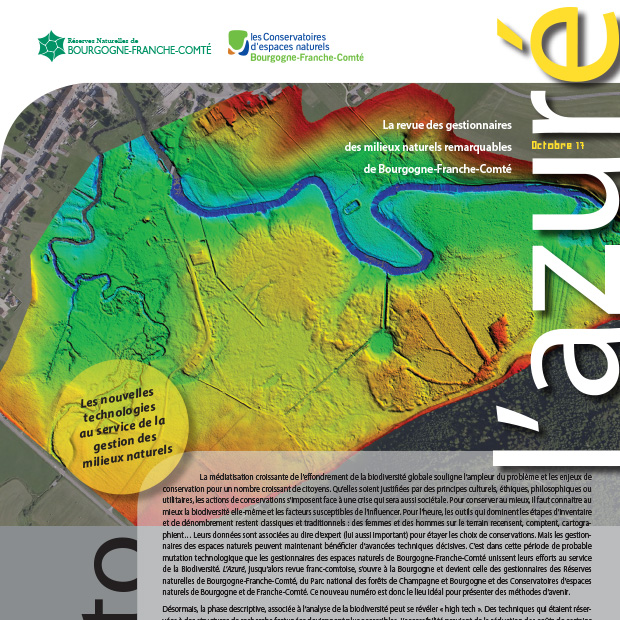 Réserves Naturelles de
BOURGOGNE-FRANCHE-COMTÉ
les Conservatoires
d'espaces naturels
Bourgogne-Franche-Comté
l'azuré
La revue des gestionnaires
des milieux naturels remarquables
de Bourgogne-Franche-Comté
Octobre 17
Les nouvelles
technologies
au service de la
gestion des
milieux naturels
La médiatisation croissante de l'effondrement de la biodiversité globale souligne l'ampleur du problème et les enjeux de
conservation pour un nombre croissant de citoyens. Qu'elles soient justifiées par des principes culturels, éthiques, philosophiques ou
utilitaires, les actions de conservations s'imposent face à une crise qui sera aussi sociétale. Pour conserver au mieux, il faut connaître au
mieux la biodiversité elle-même et les facteurs susceptibles de l'influencer. Pour l'heure, les outils qui dominent les étapes d'inventaire
et de dénombrement restent classiques et traditionnels : des femmes et des hommes sur le terrain recensent, comptent, cartogra-
phient… Leurs données sont associées au dire d'expert (lui aussi important) pour étayer les choix de conservation. Mais les gestion-
naires des espaces naturels peuvent maintenant bénéficier d'avancées techniques décisives. C'est dans cette période de probable
mutation technologique que les gestionnaires des espaces naturels de Bourgogne-Franche-Comté unissent leurs efforts au service
de la Biodiversité. L'Azuré, jusqu'alors revue franc-comtoise, s'ouvre à la Bourgogne et devient celle des gestionnaires des Réserves
naturelles de Bourgogne-Franche-Comté, du Parc national des forêts de Champagne et Bourgogne et des Conservatoires d'espaces
naturels de Bourgogne et de Franche-Comté. Ce nouveau numéro est donc le lieu idéal pour présenter des méthodes d'avenir.
Désormais, la phase descriptive, associée à l'analyse de la biodiversité peut se révéler « high tech ». Des techniques qui étaient réser-
to